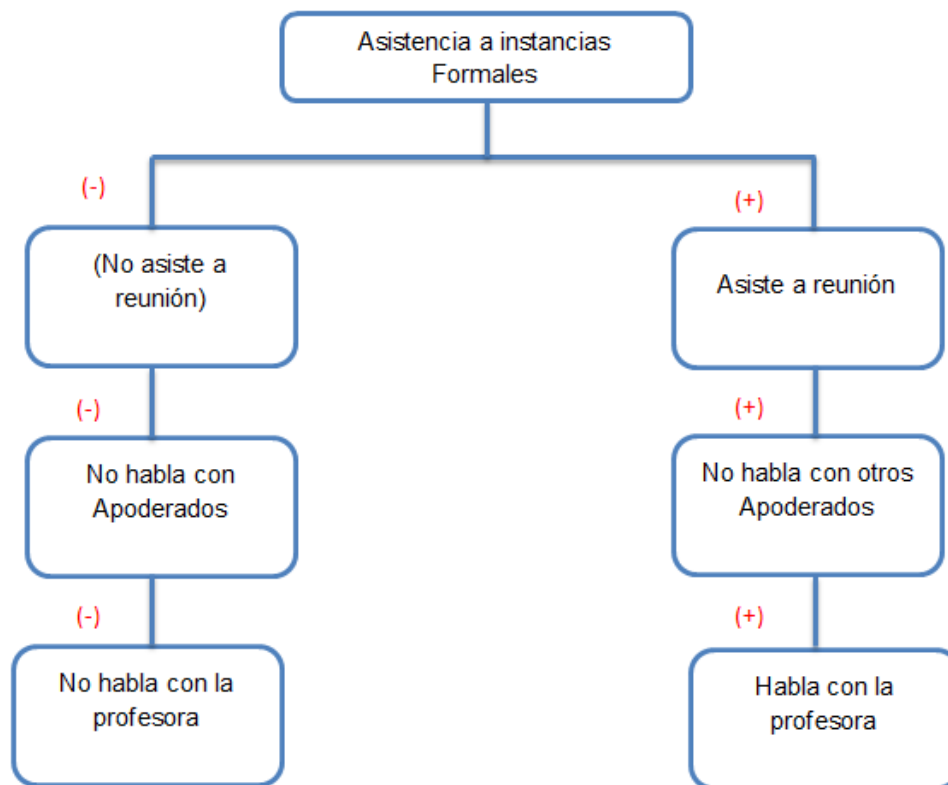 Asistencia a instancias
Formales
(-)
(+)
(No asiste a
reunión)
Asiste a reunión
(-)
(+)
No habla con
Apoderados
No habla con otros
Apoderados
(-)
(+)
No habla con la
profesora
Habla con la
profesora